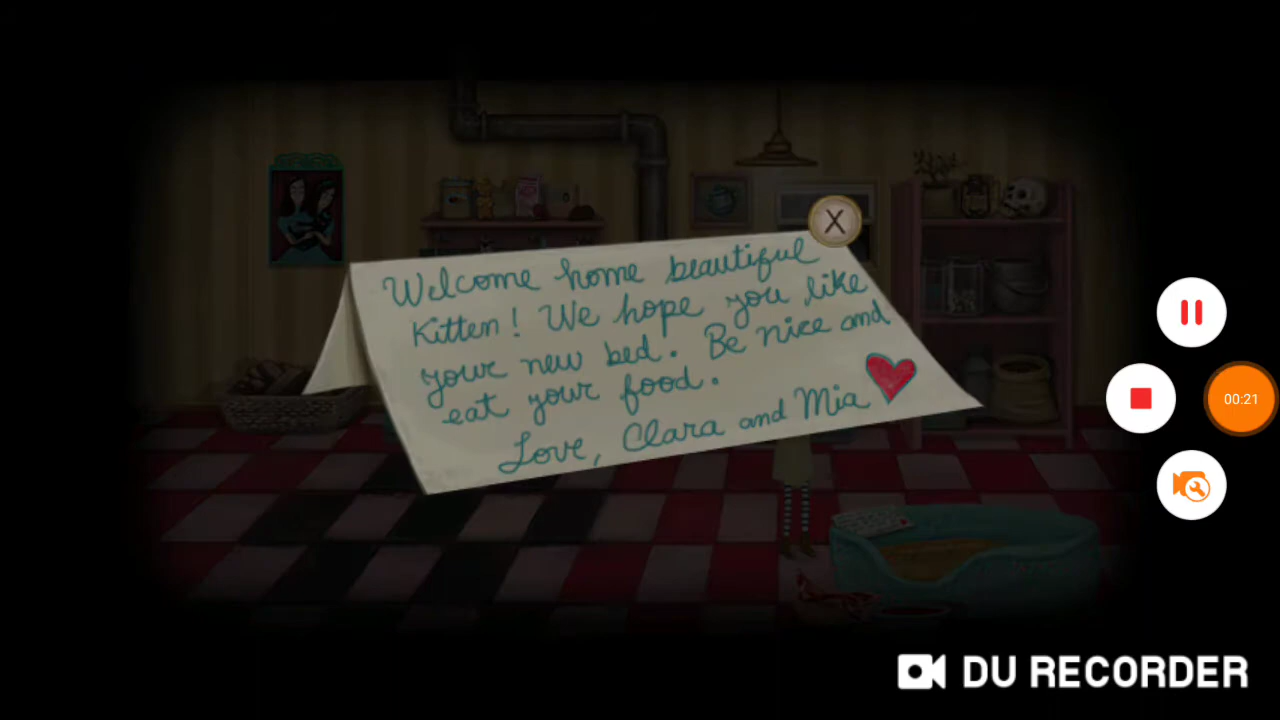 X
Welcome home beautiful
Kitten! We hope you like
your new bed. Be nice and
eat your food.
Love, Clara and Mia
00:21
DU RECORDER